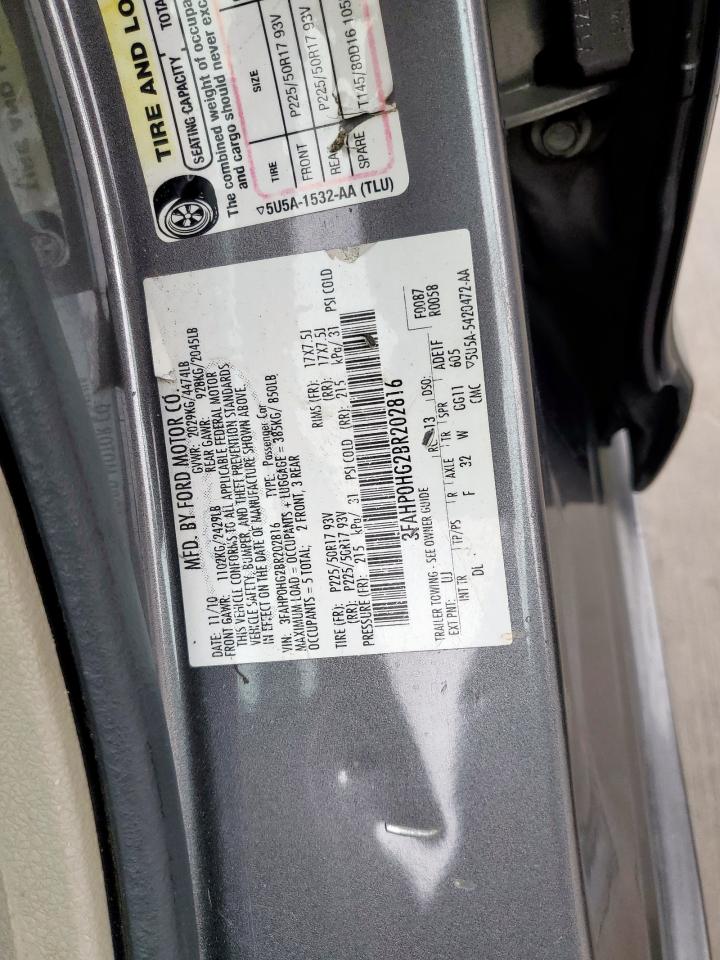 TIRE AND LO
SEATING CAPACITY
TOTA
The combined weight of occupa
and cargo should never exc
TIRE SIZE
FRONT P225/50R17 93V
REA P225/50R17 93V
SPARE T145/80D16 105
▽5U5A-1532-AA (TLU)
MFD. BY FORD MOTOR CO.
DATE: 11/10 GVWR: 2029KG/4474LB
FRONT GAWR: 1102KG/2429LB REAR GAWR: 928KG/2045LB
THIS VEHICLE CONFORMS TO ALL APPLICABLE FEDERAL MOTOR
VEHICLE SAFETY, BUMPER, AND THEFT PREVENTION STANDARDS
IN EFFECT ON THE DATE OF MANUFACTURE SHOWN ABOVE.
VIN: 3FAHP0HG2BR202816 TYPE: Passenger Car
MAXIMUM LOAD = OCCUPANTS + LUGGAGE = 385KG/ 850LB
OCCUPANTS = 5 TOTAL; 2 FRONT, 3 REAR
TIRE (FR): P225/50R17 93V RIMS (FR): 17X7.5J
(RR): P225/50R17 93V (RR): 17X7.5J
PRESSURE (FR): 215 kPa/ 31 PSI COLD (RR): 215 kPa/ 31 PSI COLD
3FAHP0HG2BR202816
F0087
R0058
TRAILER TOWING - SEE OWNER GUIDE
EXT PNT: UJ RC: 13 DSO:
INT TR TP/PS R AXLE TR SPR ADE1F
DL F 32 W GG11 605
CMC ▽5U5A-5420472-AA